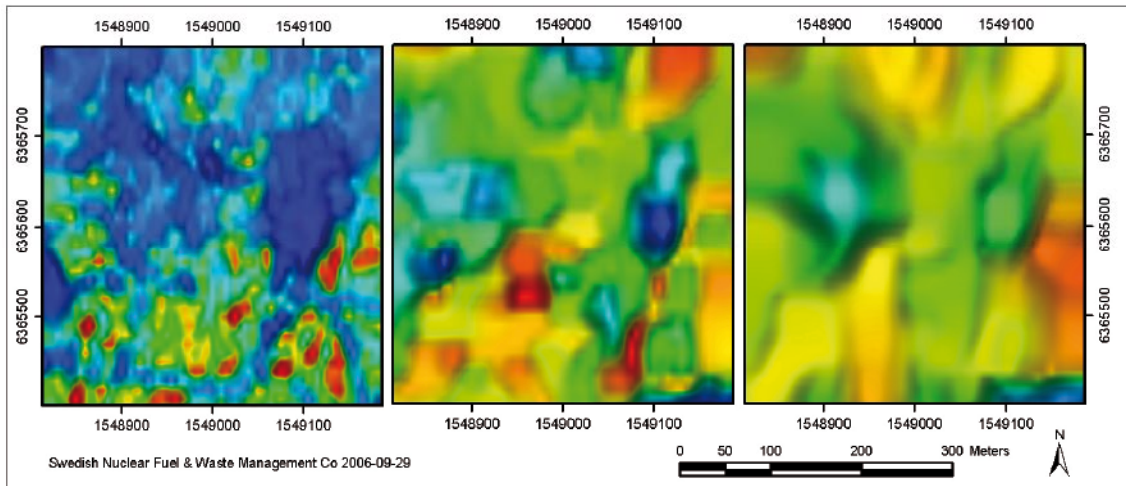 1548900 1549000 1549100 1548900 1549000 1549100 1548900 1549000 1549100
6365700 6365700
6365600 6365600
6365500 6365500
1548900 1549000 1549100 1548900 1549000 1549100 1548900 1549000 1549100
Swedish Nuclear Fuel & Waste Management Co 2006-09-29
0 50 100 200 300 Meters
N